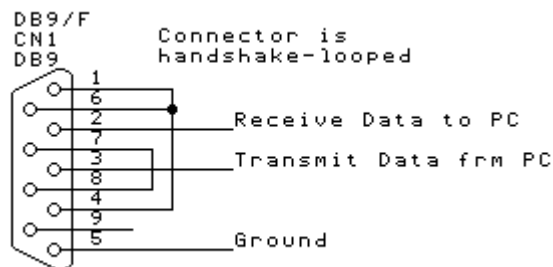 DB9/F
CN1
DB9
Connector is
handshake-looped
1
6
2
Receive Data to PC
7
3
Transmit Data frm PC
8
4
9
5
Ground